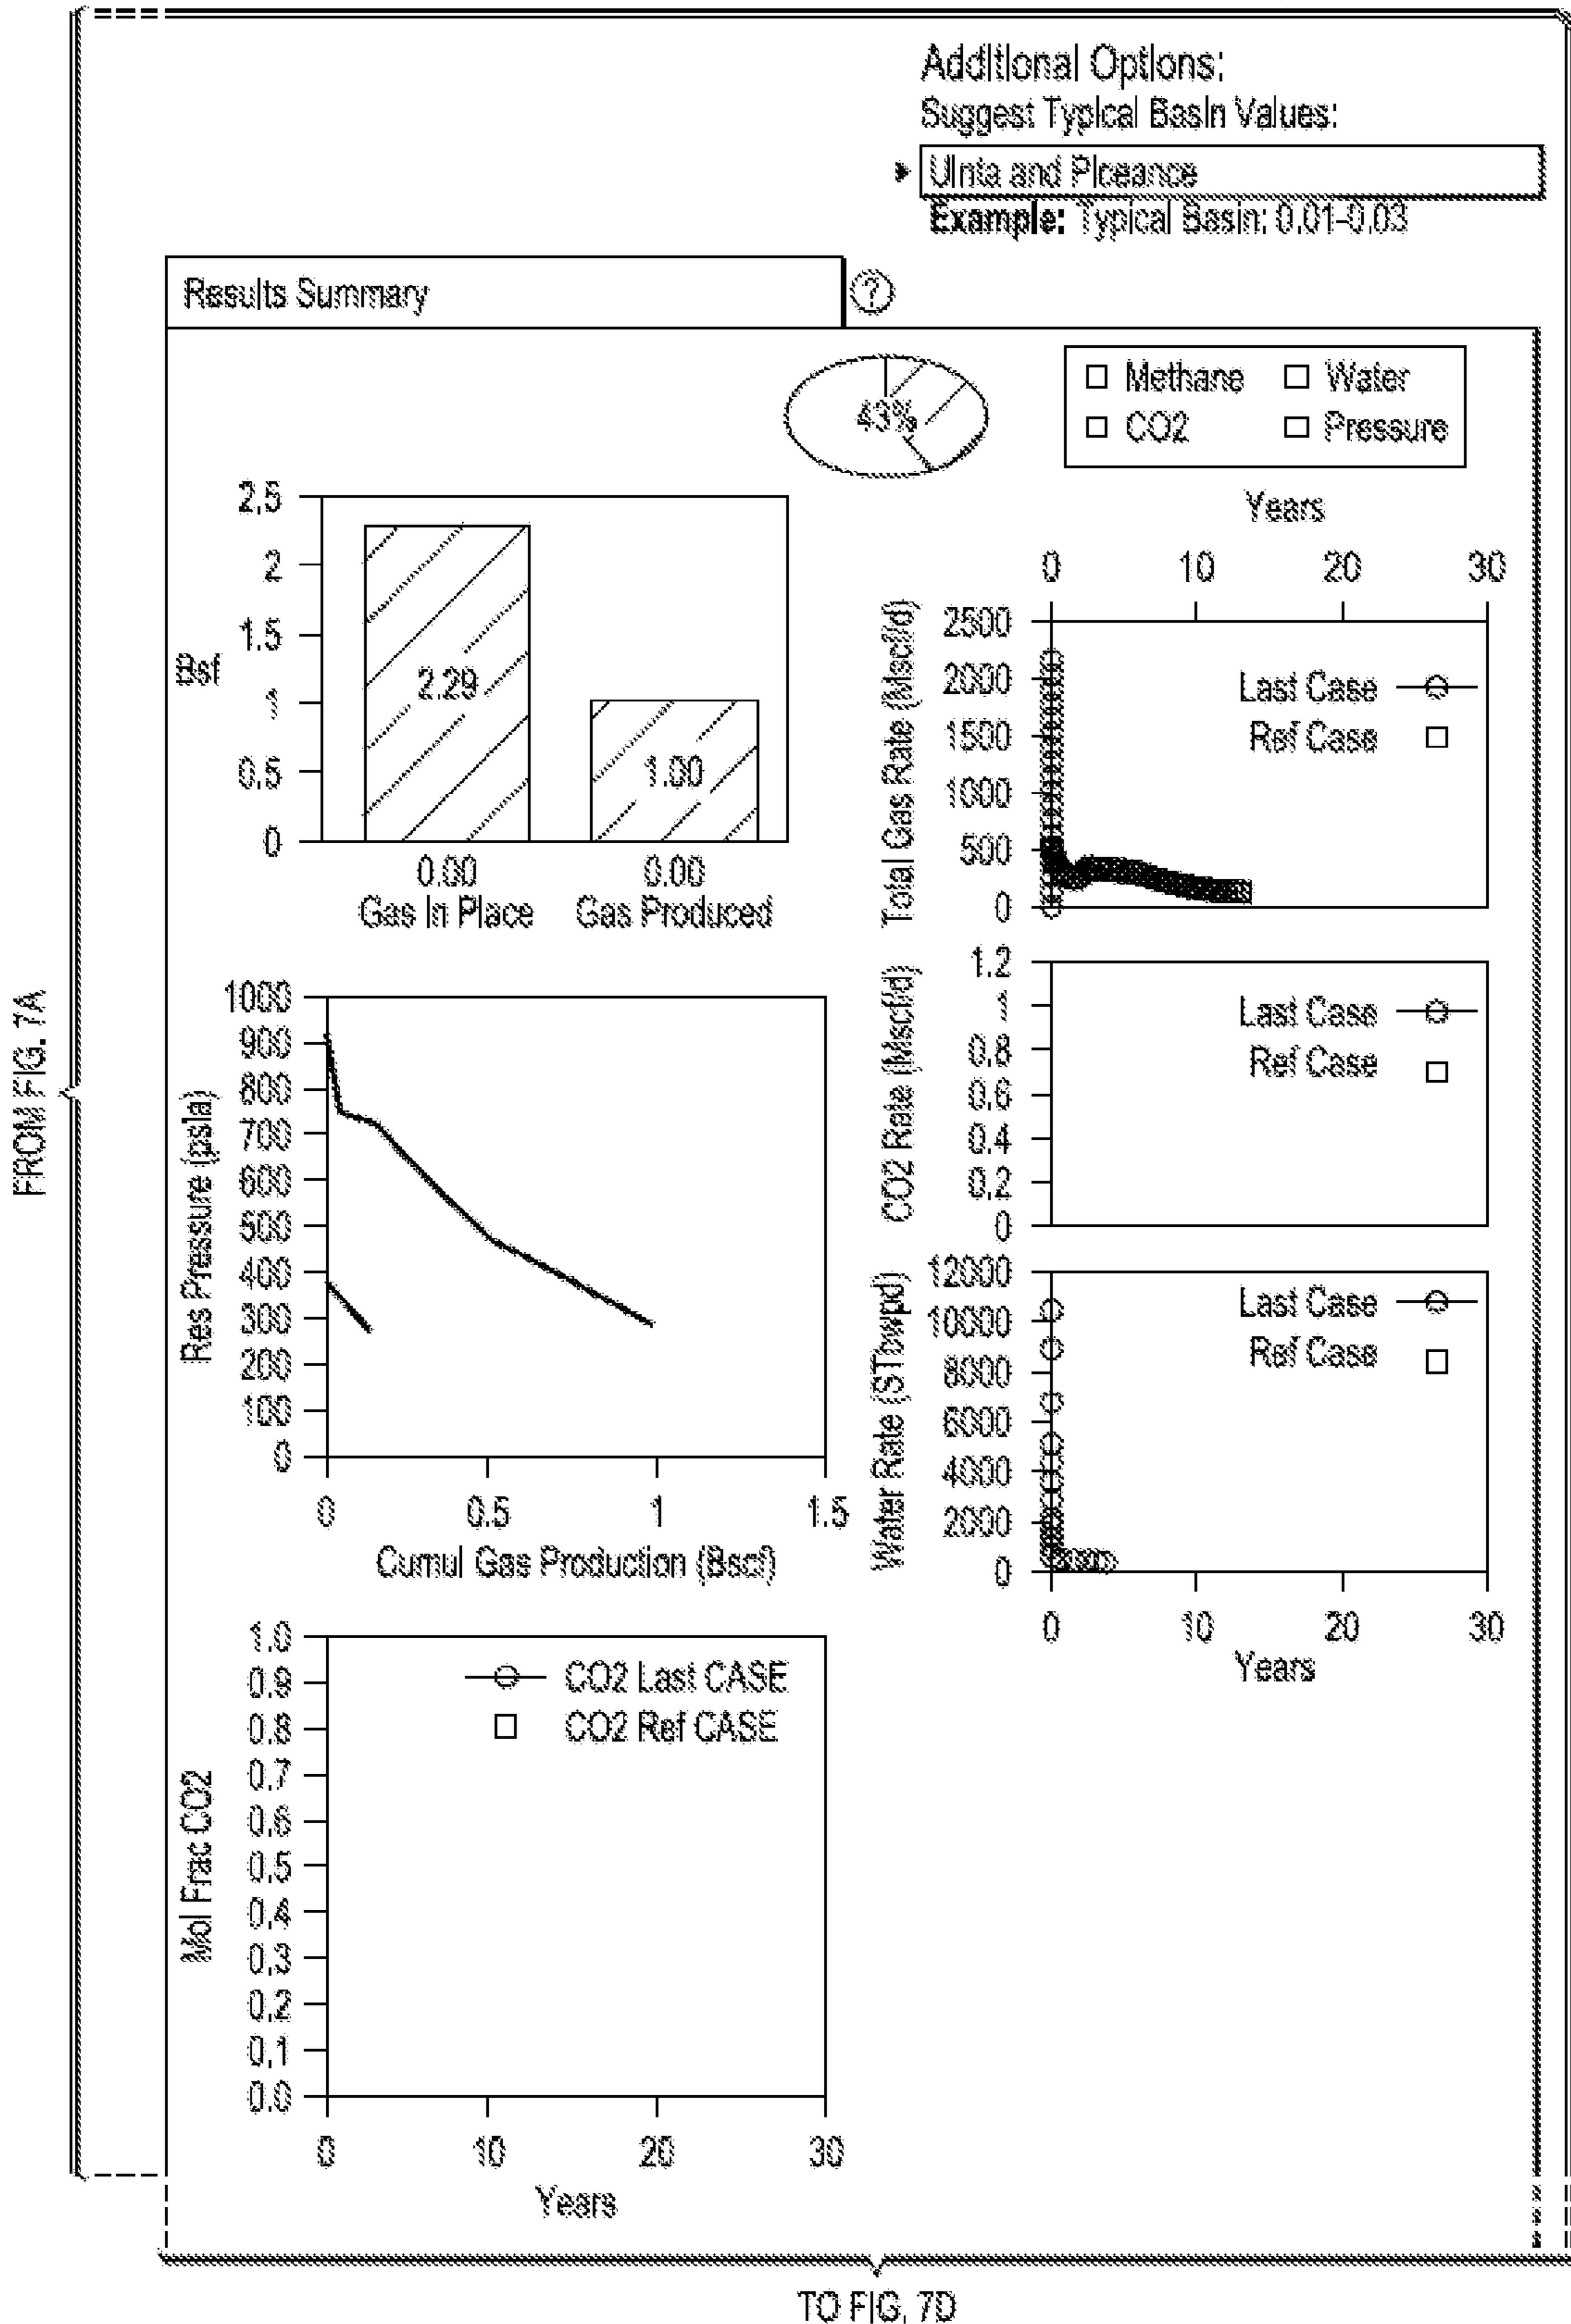 Additional Options:
Suggest Typical Basin Values:
Uinta and Piceance
Example: Typical Basin: 0.01-0.03
Results Summary
?
43%
Methane
Water
CO2
Pressure
2.5
2
1.5
1
0.5
0
Bsf
2.29
1.00
0.00
0.00
Gas In Place
Gas Produced
Years
0 10 20 30
Total Gas Rate (Mscf/d)
2500
2000
1500
1000
500
0
Last Case
Ref Case
FROM FIG. 7A
Res Pressure (psia)
1000
900
800
700
600
500
400
300
200
100
0
0 0.5 1 1.5
Cumul Gas Production (Bscf)
CO2 Rate (Mscf/d)
1.2
1
0.8
0.6
0.4
0.2
0
Last Case
Ref Case
Water Rate (STbwpd)
12000
10000
8000
6000
4000
2000
0
Last Case
Ref Case
0 10 20 30
Years
Mol Frac CO2
1.0
0.9
0.8
0.7
0.6
0.5
0.4
0.3
0.2
0.1
0.0
CO2 Last CASE
CO2 Ref CASE
0 10 20 30
Years
TO FIG. 7D